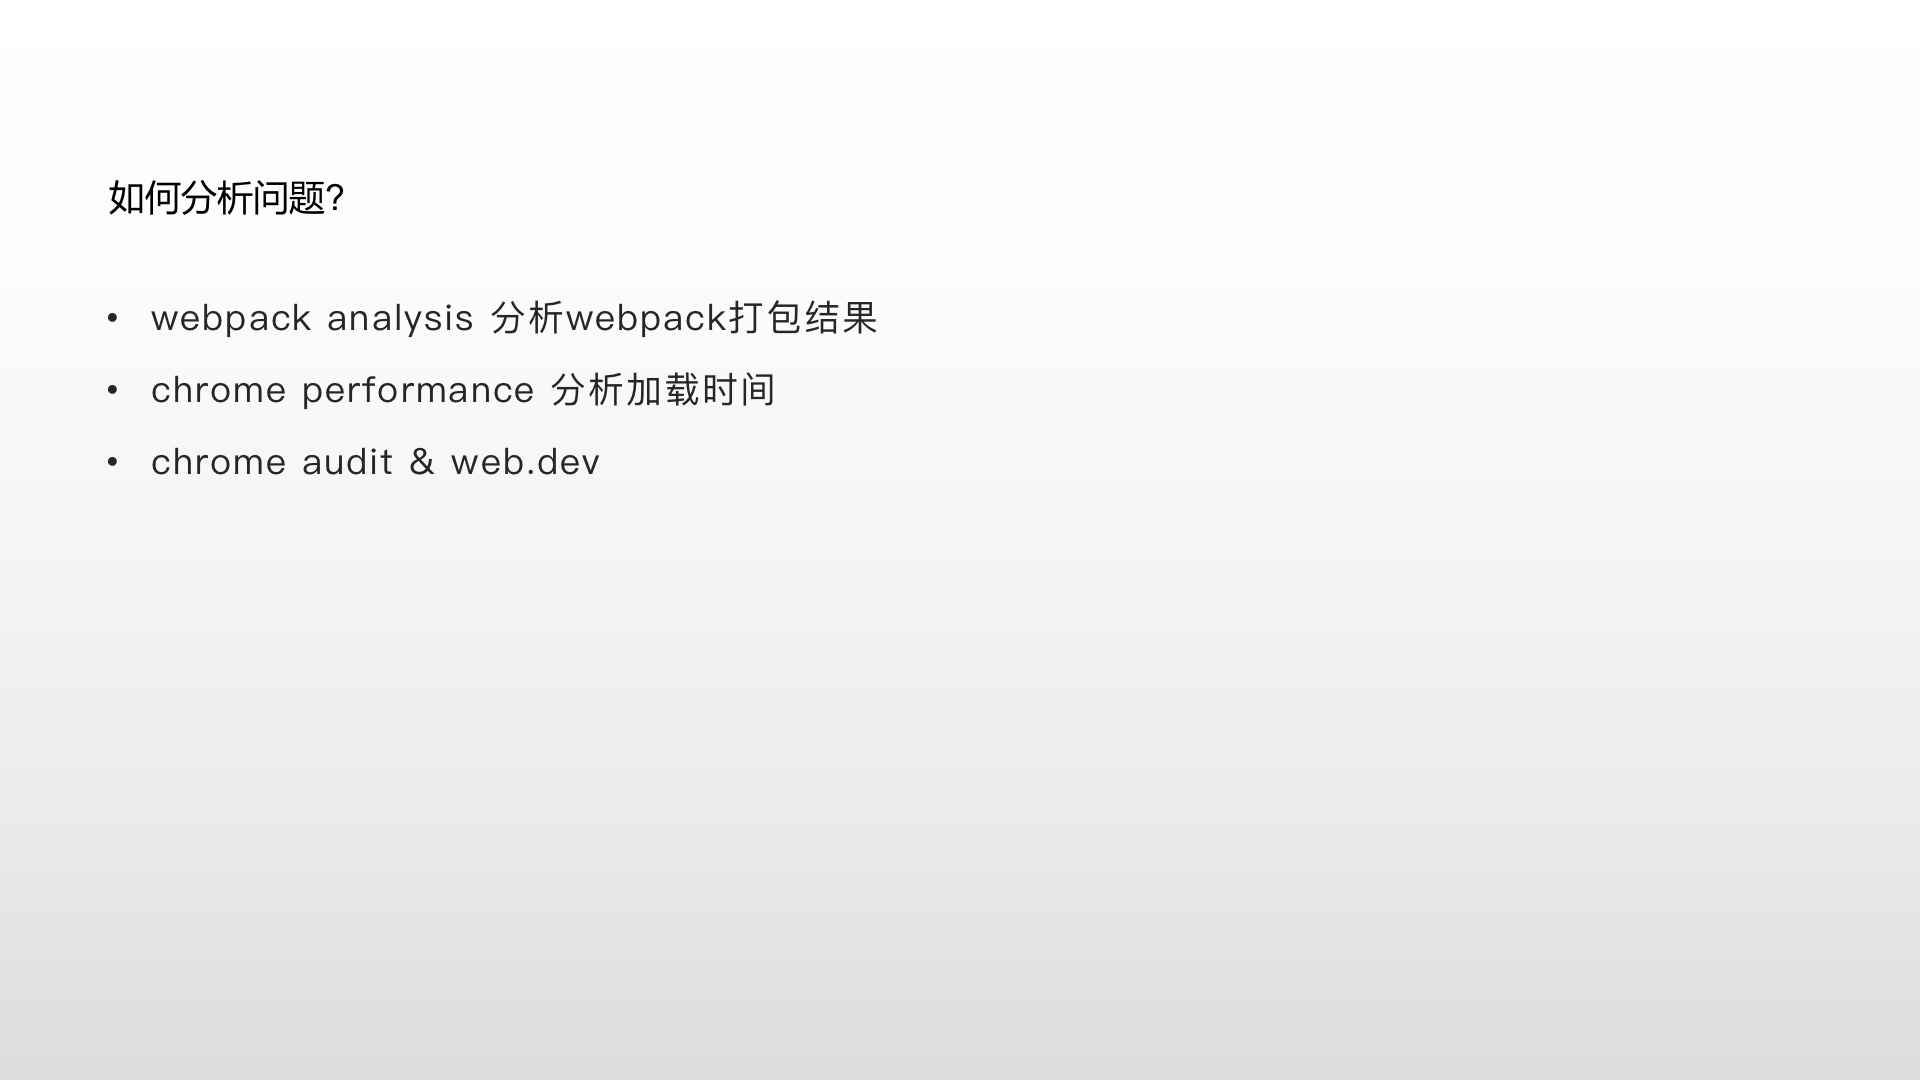 如何分析问题?
• webpack analysis 分析webpack打包结果
• chrome performance 分析加载时间
• chrome audit & web.dev